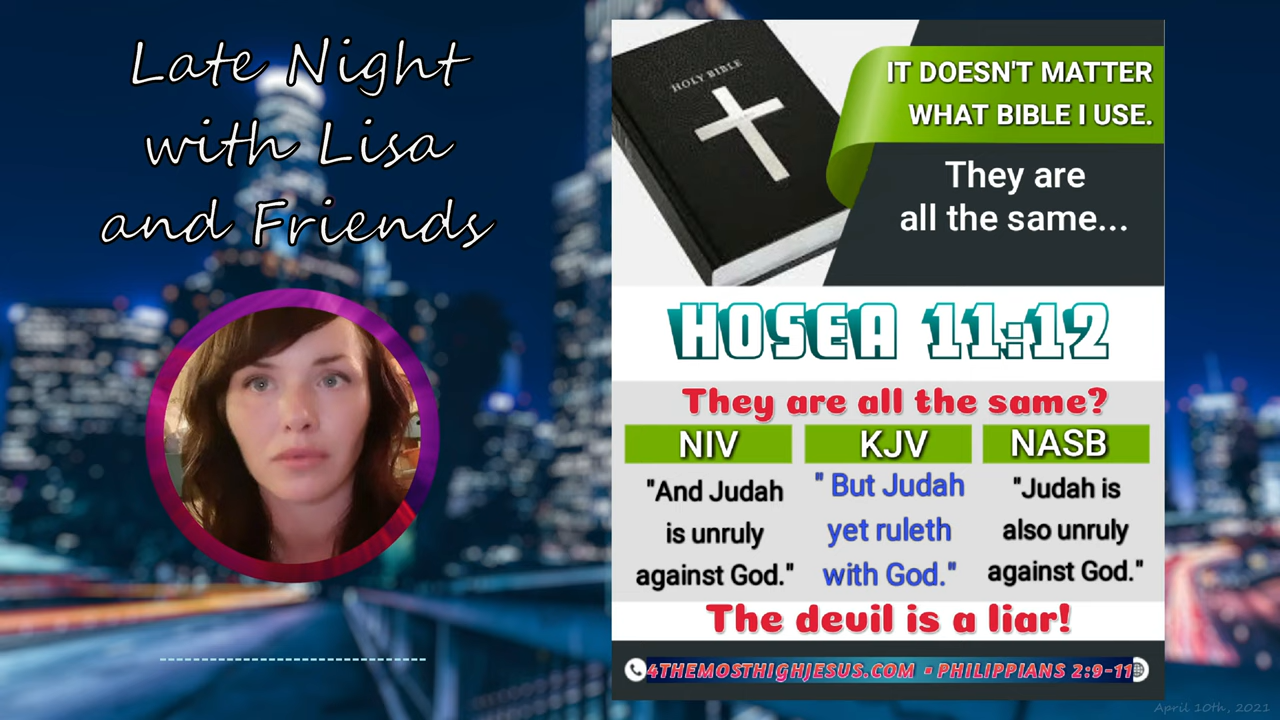 Late Night
with Lisa
and Friends
HOLY BIBLE
IT DOESN'T MATTER
WHAT BIBLE I USE.
They are
all the same...
HOSEA 11:12
They are all the same?
NIV KJV NASB
"And Judah " But Judah "Judah is
is unruly yet ruleth also unruly
against God." with God." against God."
The devil is a liar!
4THEMOSTHIGHJESUS.COM • PHILIPPIANS 2:9-11
April 10th, 2021